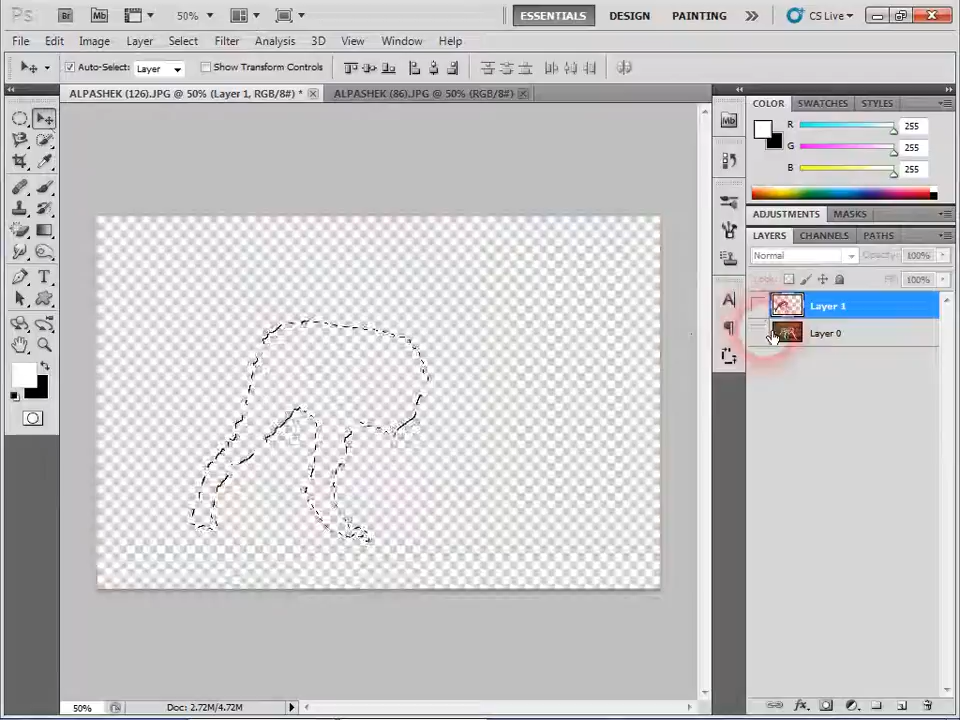 Ps Br Mb 50% ESSENTIALS DESIGN PAINTING CS Live
File Edit Image Layer Select Filter Analysis 3D View Window Help
Auto-Select: Layer Show Transform Controls
ALPASHEK (126).JPG @ 50% (Layer 1, RGB/8#) * ALPASHEK (86).JPG @ 50% (RGB/8#)
COLOR SWATCHES STYLES
R 255
G 255
B 255
ADJUSTMENTS MASKS
LAYERS CHANNELS PATHS
Normal Opacity: 100%
100%
Layer 1
Layer 0
50% Doc: 2.72M/4.72M